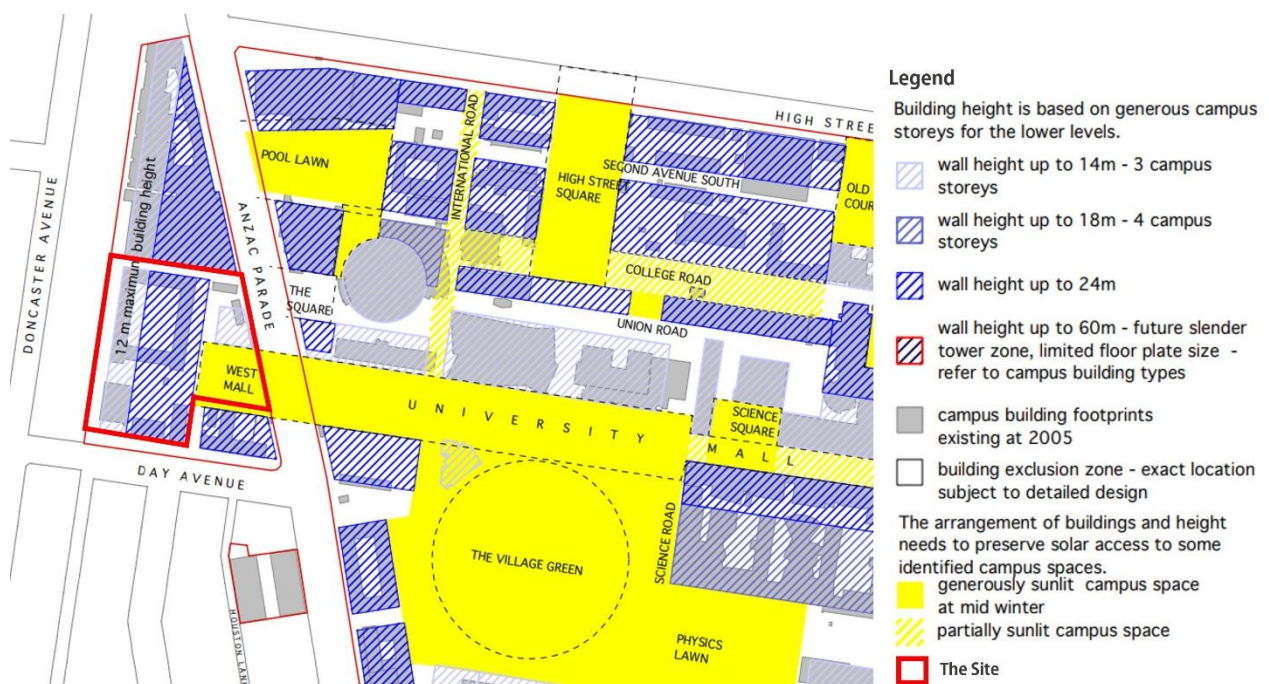 HIGH STREE
POOL LAWN
INTERNATIONAL ROAD
SECOND AVENUE SOUTH
HIGH STREET
SQUARE
OLD
COUR
DONCASTER AVENUE
12 m maximum building height
ANZAC PARADE
THE
SQUARE
COLLEGE ROAD
UNION ROAD
WEST
MALL
UNIVERSITY
MALL
SCIENCE
SQUARE
DAY AVENUE
SCIENCE ROAD
THE VILLAGE GREEN
HOUSTON LANE
PHYSICS
LAWN
Legend
Building height is based on generous campus
storeys for the lower levels.
wall height up to 14m - 3 campus
storeys
wall height up to 18m - 4 campus
storeys
wall height up to 24m
wall height up to 60m - future slender
tower zone, limited floor plate size -
refer to campus building types
campus building footprints
existing at 2005
building exclusion zone - exact location
subject to detailed design
The arrangement of buildings and height
needs to preserve solar access to some
identified campus spaces.
generously sunlit campus space
at mid winter
partially sunlit campus space
The Site